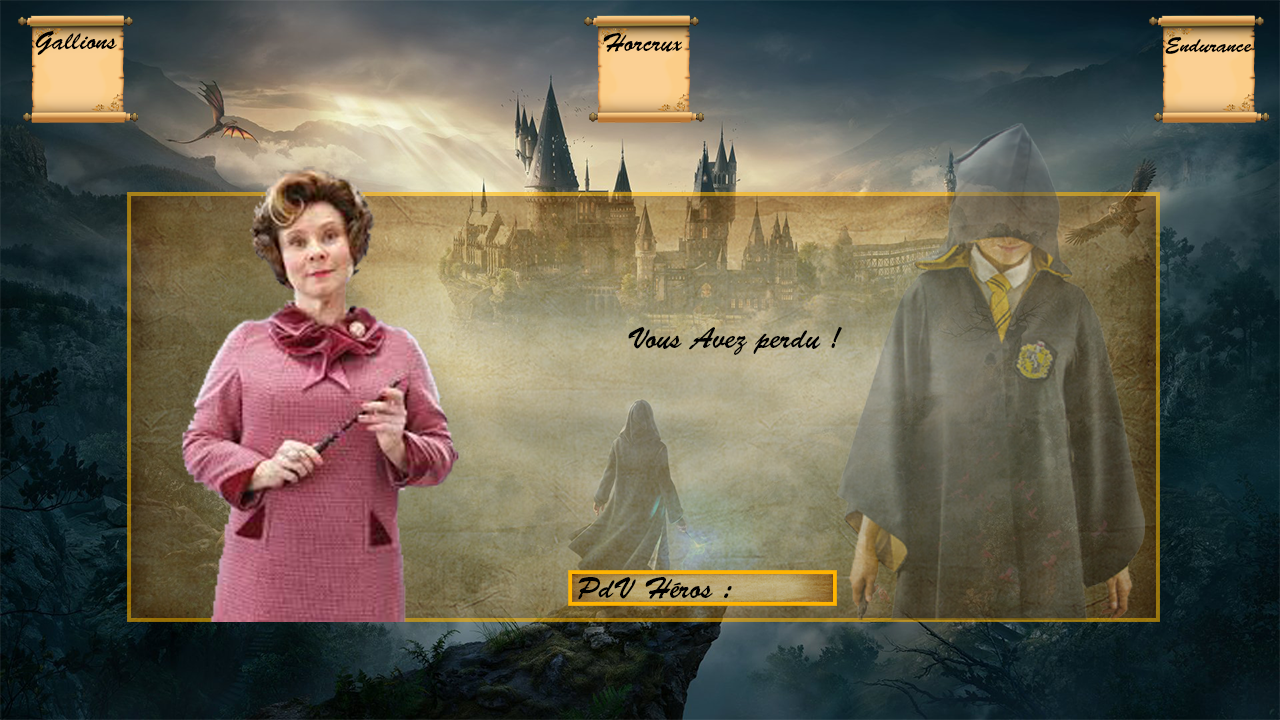 Gallions
Horcrux
Endurance
Vous Avez perdu !
PdV Héros :